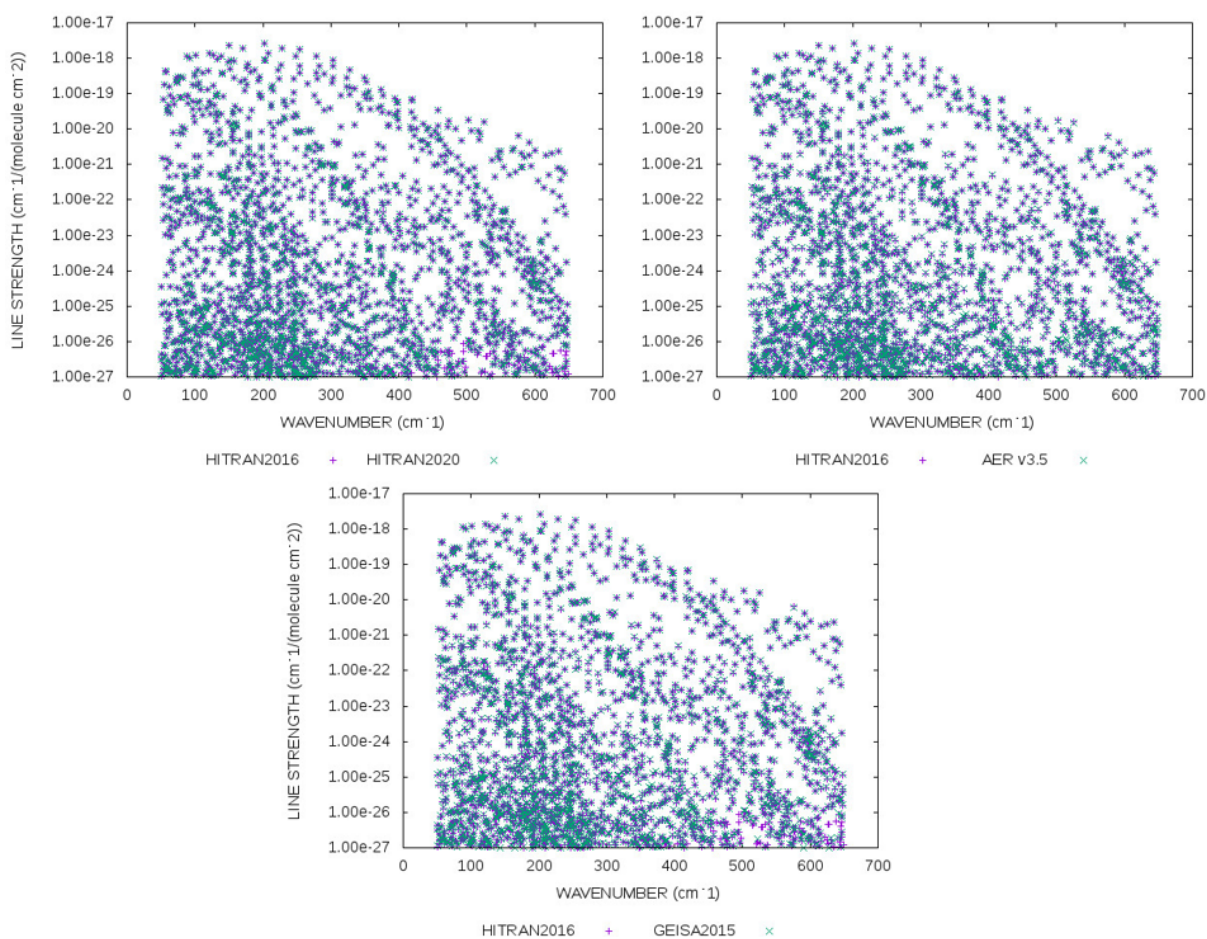 LINE STRENGTH (cm⁻1/(molecule cm⁻2))
1.00e-17
1.00e-18
1.00e-19
1.00e-20
1.00e-21
1.00e-22
1.00e-23
1.00e-24
1.00e-25
1.00e-26
1.00e-27
0 100 200 300 400 500 600 700
WAVENUMBER (cm⁻1)
HITRAN2016 + HITRAN2020 ×
1.00e-17
1.00e-18
1.00e-19
1.00e-20
1.00e-21
1.00e-22
1.00e-23
1.00e-24
1.00e-25
1.00e-26
1.00e-27
0 100 200 300 400 500 600 700
WAVENUMBER (cm⁻1)
HITRAN2016 + AER v3.5 ×
LINE STRENGTH (cm⁻1/(molecule cm⁻2))
1.00e-17
1.00e-18
1.00e-19
1.00e-20
1.00e-21
1.00e-22
1.00e-23
1.00e-24
1.00e-25
1.00e-26
1.00e-27
0 100 200 300 400 500 600 700
WAVENUMBER (cm⁻1)
HITRAN2016 + GEISA2015 ×